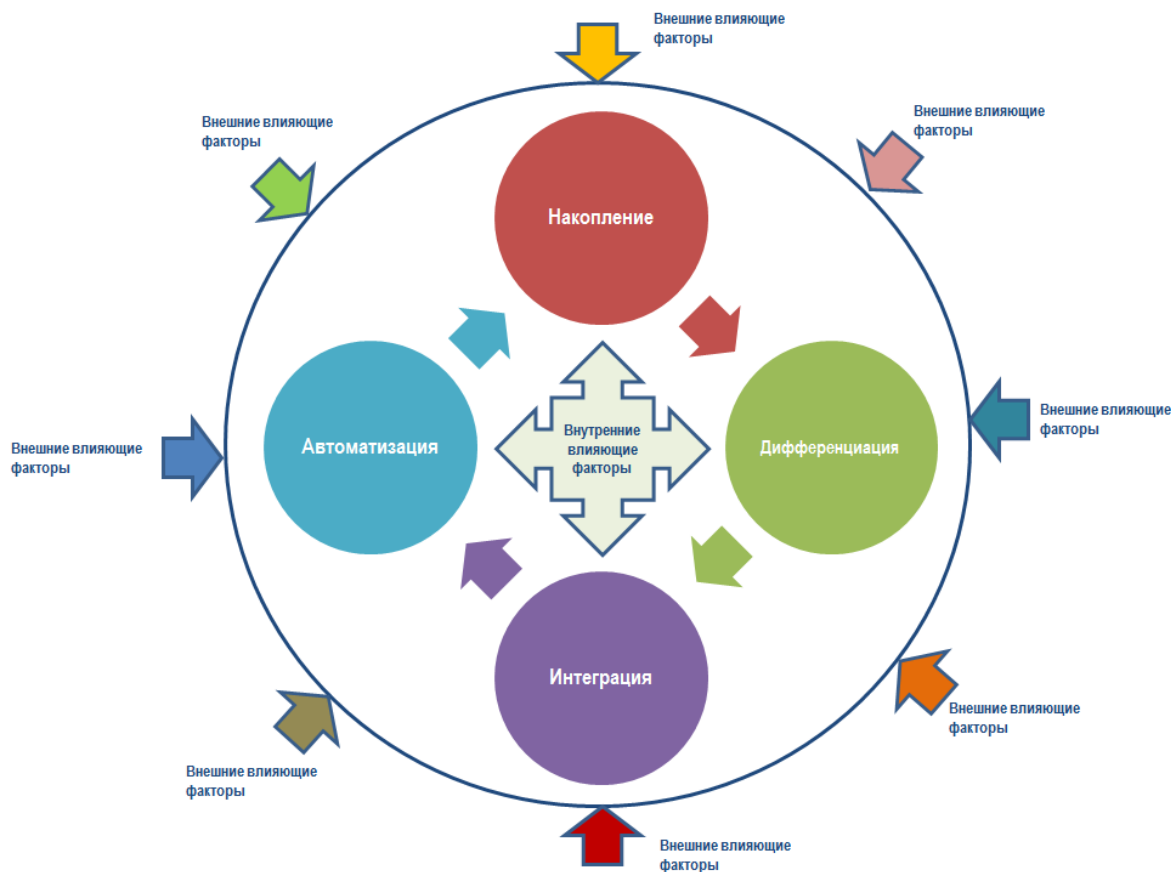 Внешние влияющие
факторы
Внешние влияющие
факторы
Внешние влияющие
факторы
Накопление
Автоматизация
Внутренние
влияющие
факторы
Дифференциация
Внешние влияющие
факторы
Внешние влияющие
факторы
Интеграция
Внешние влияющие
факторы
Внешние влияющие
факторы
Внешние влияющие
факторы